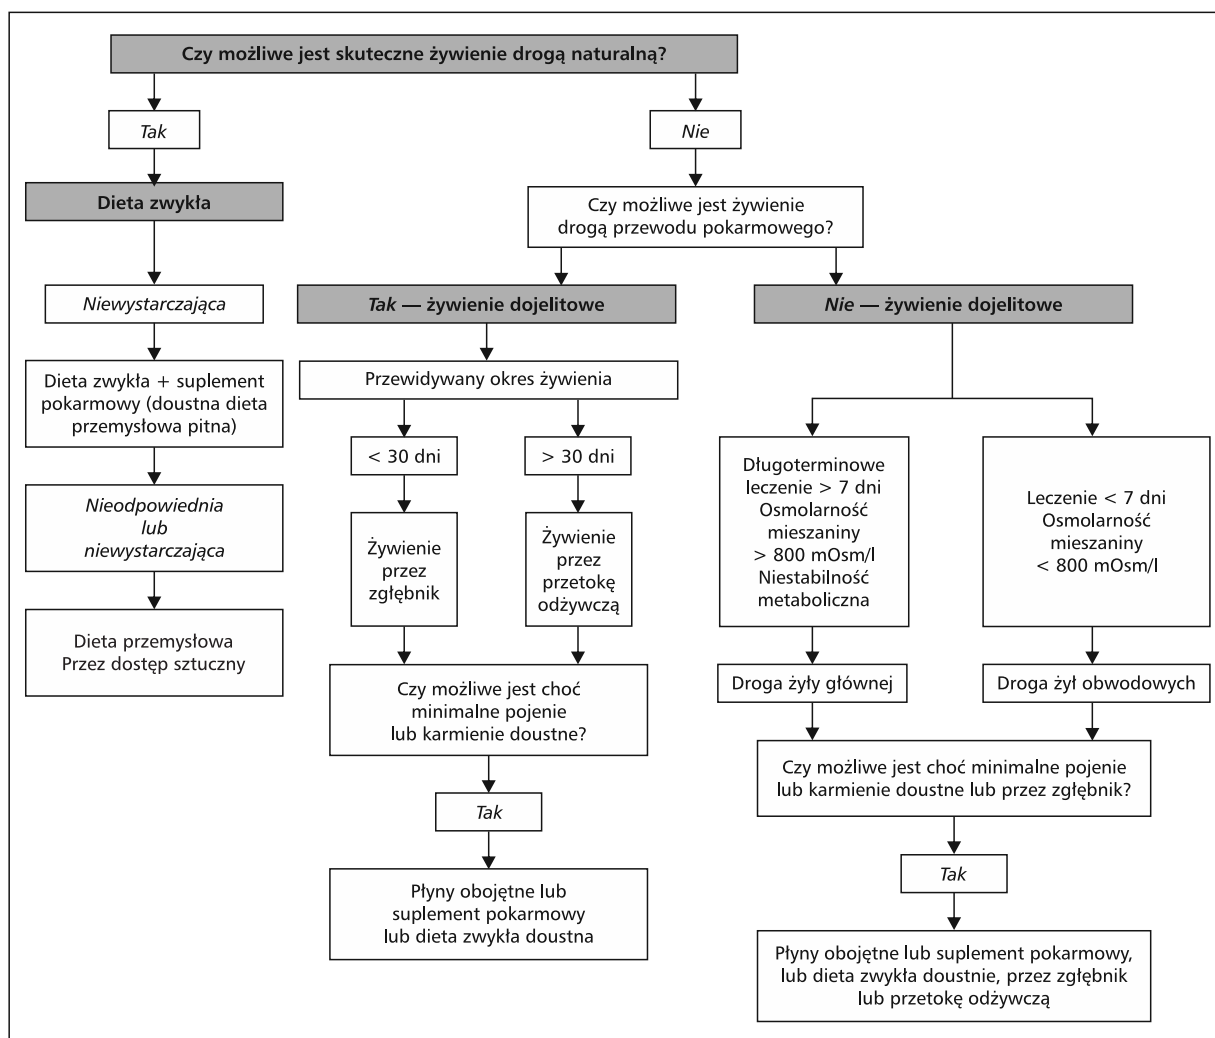 Czy możliwe jest skuteczne żywienie drogą naturalną?
Tak
Nie
Dieta zwykła
Czy możliwe jest żywienie
drogą przewodu pokarmowego?
Niewystarczająca
Tak — żywienie dojelitowe
Nie — żywienie dojelitowe
Dieta zwykła + suplement
pokarmowy (doustna dieta
przemysłowa pitna)
Przewidywany okres żywienia
< 30 dni
> 30 dni
Nieodpowiednia
lub
niewystarczająca
Żywienie
przez
zgłębnik
Żywienie
przez
przetokę
odżywczą
Długoterminowe
leczenie > 7 dni
Osmolarność
mieszaniny
> 800 mOsm/l
Niestabilność
metaboliczna
Leczenie < 7 dni
Osmolarność
mieszaniny
< 800 mOsm/l
Dieta przemysłowa
Przez dostęp sztuczny
Czy możliwe jest choć
minimalne pojenie
lub karmienie doustne?
Droga żyły głównej
Droga żył obwodowych
Czy możliwe jest choć minimalne pojenie
lub karmienie doustne lub przez zgłębnik?
Tak
Tak
Płyny obojętne lub
suplement pokarmowy
lub dieta zwykła doustna
Płyny obojętne lub suplement pokarmowy,
lub dieta zwykła doustnie, przez zgłębnik
lub przetokę odżywczą